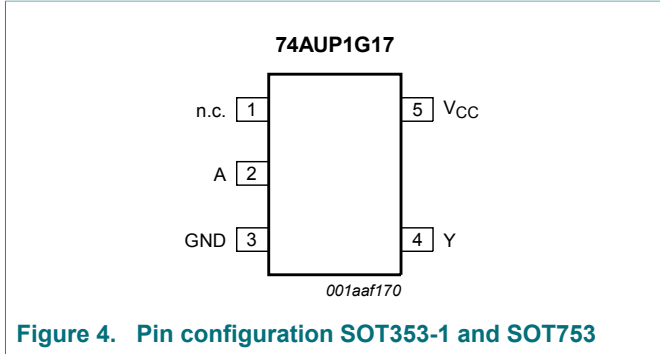 74AUP1G17
n.c. 1
5 VCC
A 2
GND 3
4 Y
001aaf170
Figure 4. Pin configuration SOT353-1 and SOT753